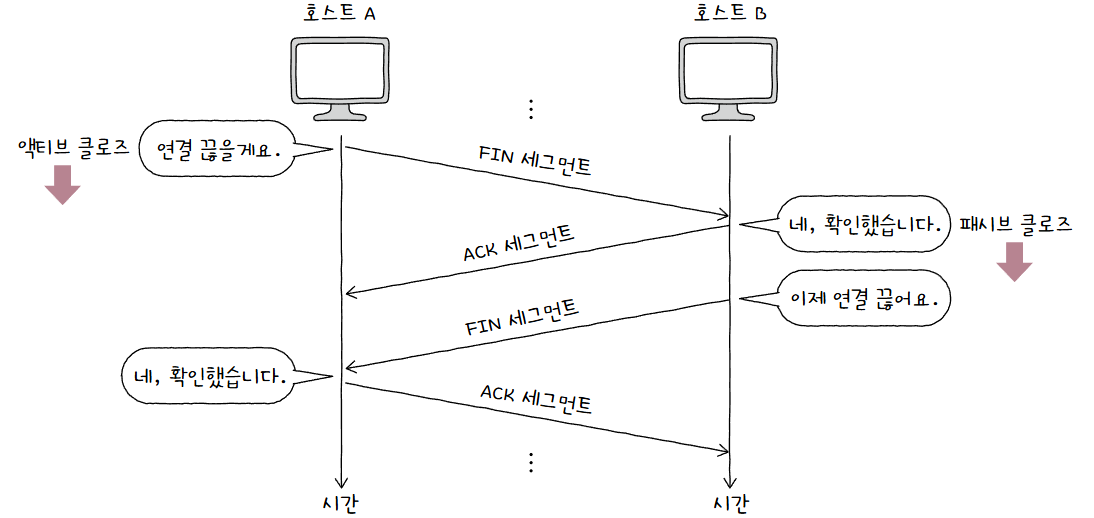 호스트 A
호스트 B
⋮
액티브 클로즈
연결 끊을게요.
FIN 세그먼트
네, 확인했습니다.
패시브 클로즈
ACK 세그먼트
이제 연결 끊어요.
FIN 세그먼트
네, 확인했습니다.
ACK 세그먼트
⋮
시간
시간